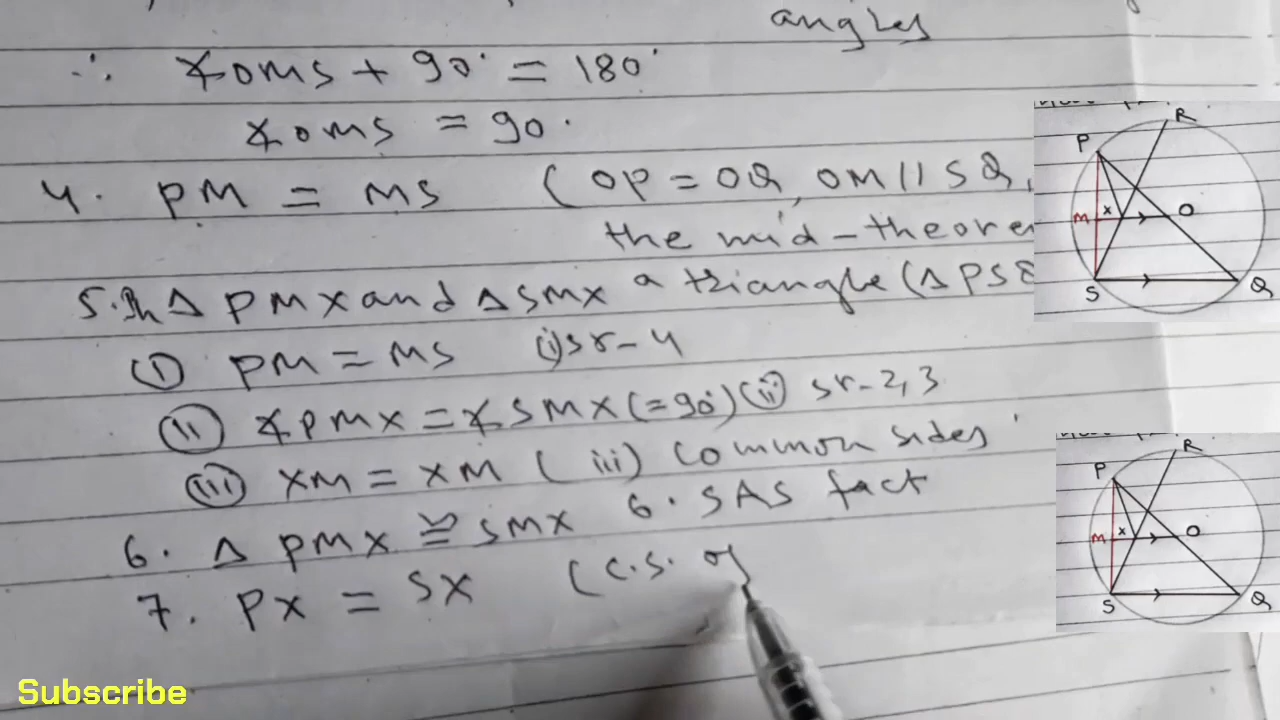 angles
∴ ∡oms + 90° = 180°
∡oms = 90°
4. PM = MS (OP = OQ, OM // SQ,
the mid-theorem
5. In Δ PMX and Δ SMX a triangle (Δ PSQ
(i) PM = MS (i) sr-4
(ii) ∡PMX = ∡SMX (=90°) (ii) sr-2,3
(iii) XM = XM (iii) common sides
6. Δ PMX ≅ SMX 6. SAS fact
7. PX = SX (c.s. of
R
P
M
X
O
S
Q
R
P
M
X
O
S
Q
Subscribe